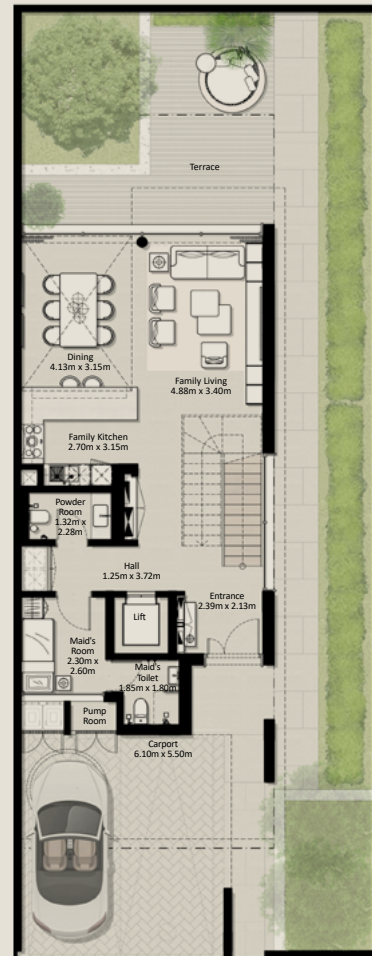 Terrace
Dining
4.13m x 3.15m
Family Living
4.88m x 3.40m
Family Kitchen
2.70m x 3.15m
Powder
Room
1.32m x
2.28m
Hall
1.25m x 3.72m
Entrance
2.39m x 2.13m
Lift
Maid's
Room
2.30m x
2.60m
Maid's
Toilet
1.85m x 1.80m
Pump
Room
Carport
6.10m x 5.50m